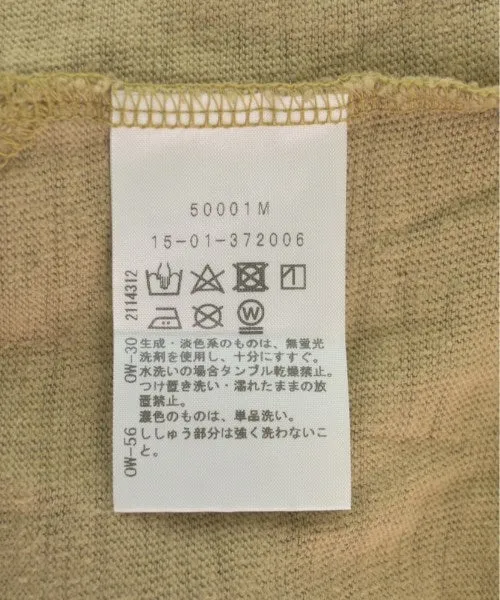 50001M
15-01-372006
2114312
W
OW-30
生成・淡色系のものは、無蛍光
洗剤を使用し、十分にすすぐ。
水洗いの場合タンブル乾燥禁止。
つけ置き洗い・濡れたままの放
置禁止。
濃色のものは、単品洗い。
OW-56
ししゅう部分は強く洗わないこ
と。